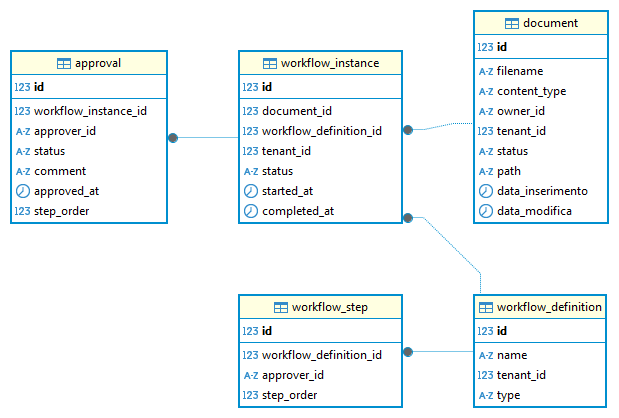 approval
123 id
123 workflow_instance_id
A-Z approver_id
A-Z status
A-Z comment
approved_at
123 step_order
workflow_instance
123 id
123 document_id
123 workflow_definition_id
123 tenant_id
A-Z status
started_at
completed_at
document
123 id
A-Z filename
A-Z content_type
A-Z owner_id
123 tenant_id
A-Z status
A-Z path
data_inserimento
data_modifica
workflow_step
123 id
123 workflow_definition_id
A-Z approver_id
123 step_order
workflow_definition
123 id
A-Z name
123 tenant_id
A-Z type